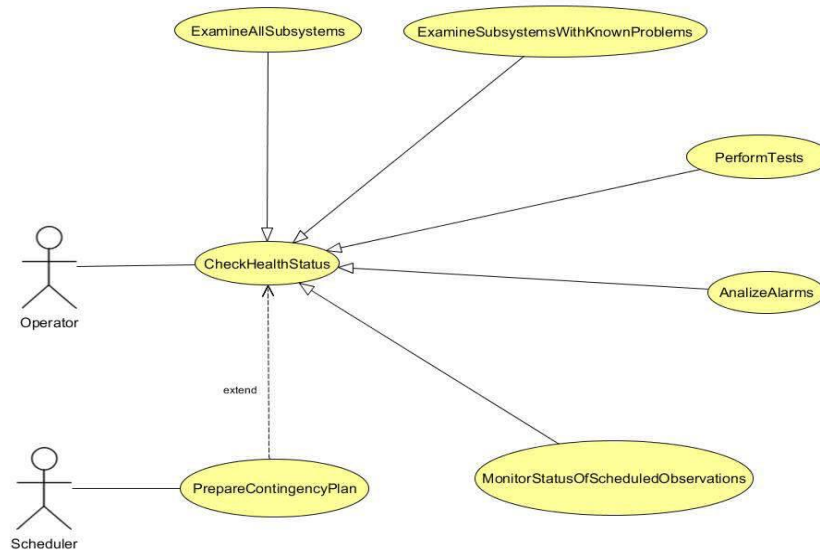 ExamineAllSubsystems
ExamineSubsystemsWithKnownProblems
PerformTests
CheckHealthStatus
AnalizeAlarms
Operator
extend
MonitorStatusOfScheduledObservations
PrepareContingencyPlan
Scheduler